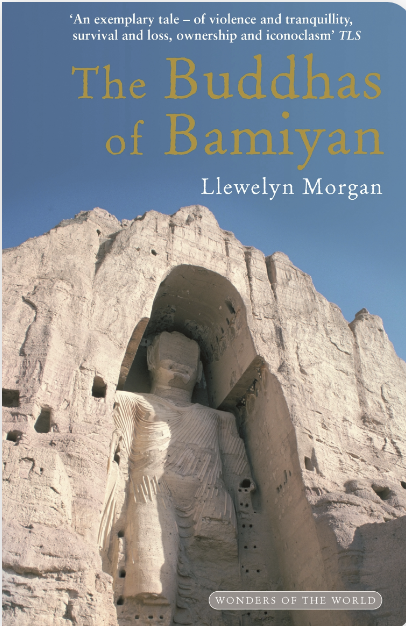 ‘An exemplary tale – of violence and tranquillity,
survival and loss, ownership and iconoclasm’ TLS
The Buddhas
of Bamiyan
Llewelyn Morgan
WONDERS OF THE WORLD